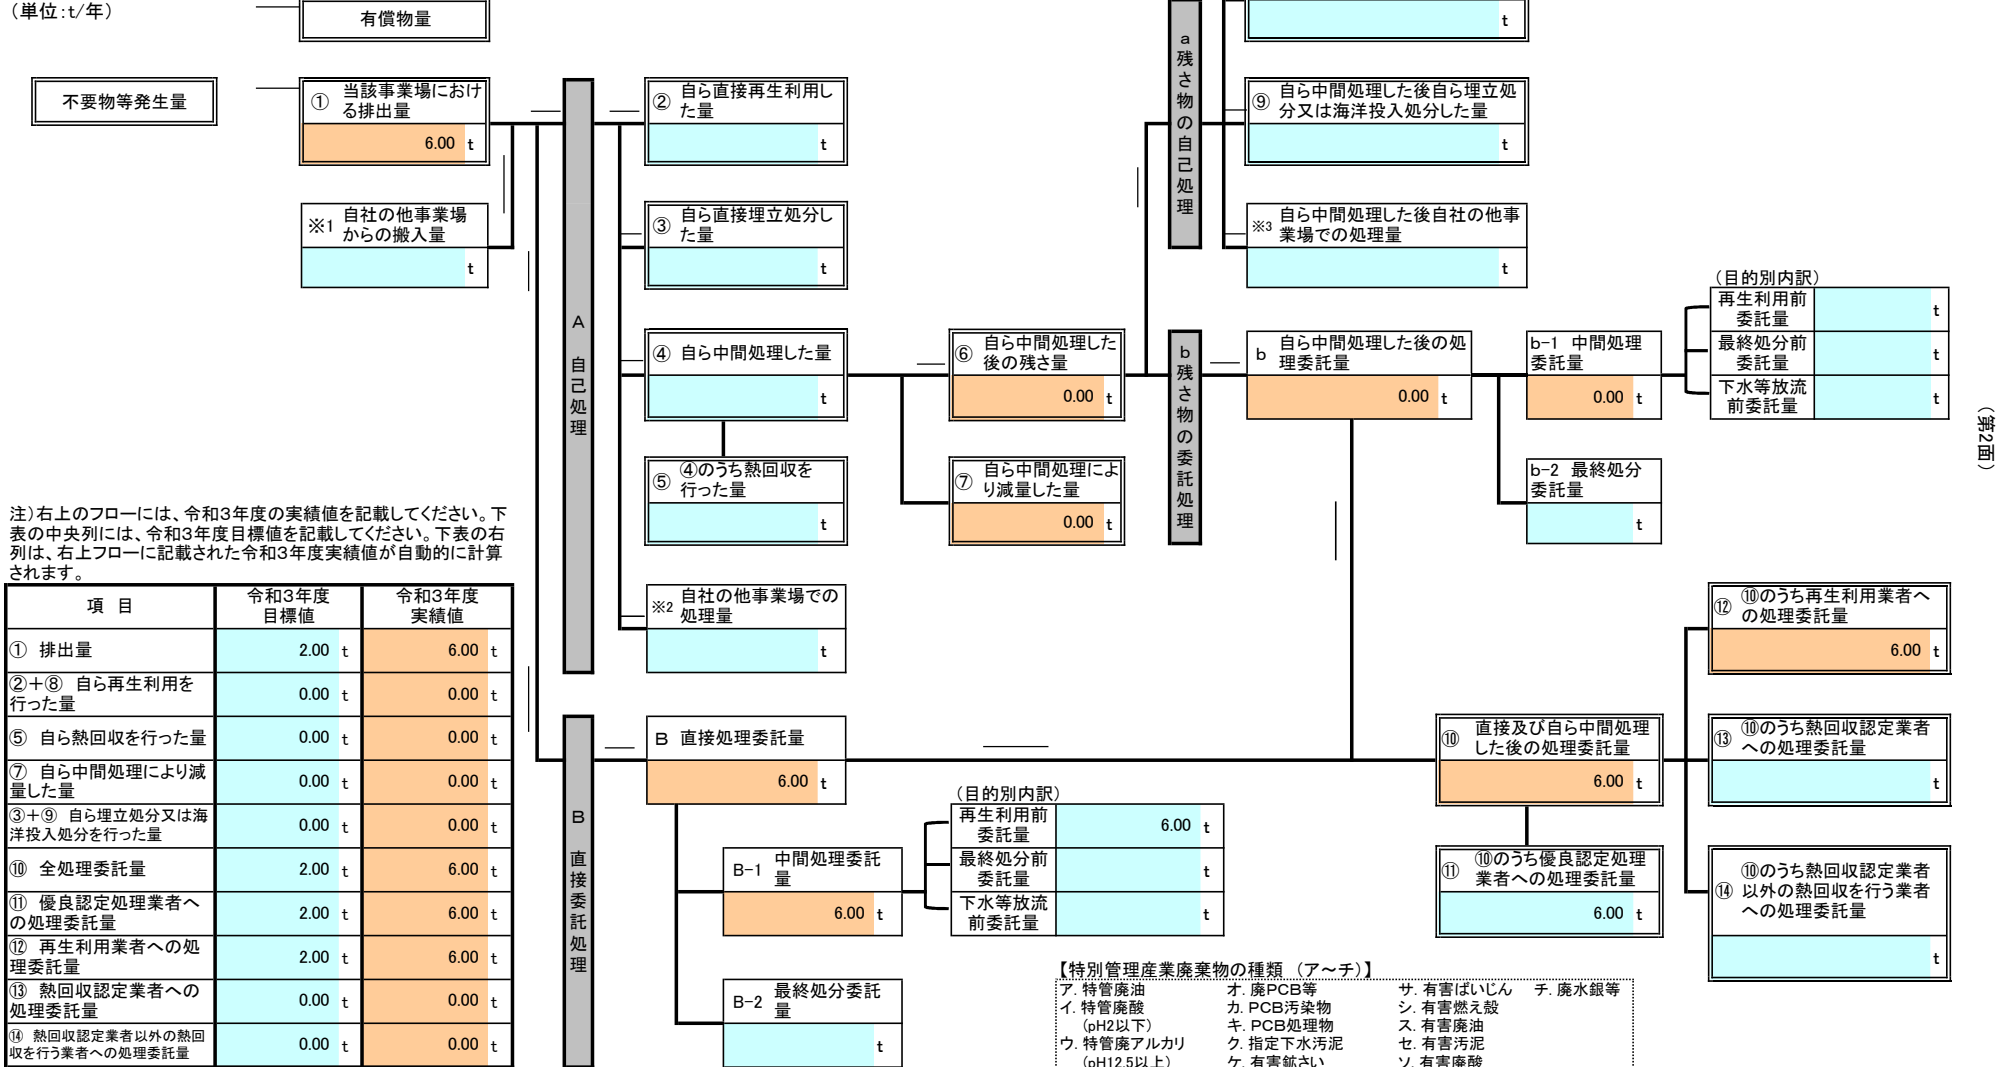 （単位:t/年）
有償物量
t
不要物等発生量
① 当該事業場におけ
る排出量
6.00 t
※1 自社の他事業場
からの搬入量
t
A 自己処理
② 自ら直接再生利用し
た量
t
③ 自ら直接埋立処分し
た量
t
④ 自ら中間処理した量
t
⑤ ④のうち熱回収を
行った量
t
※2 自社の他事業場での
処理量
t
⑥ 自ら中間処理した
後の残さ量
0.00 t
⑦ 自ら中間処理によ
り減量した量
0.00 t
a 残さ物の自己処理
⑨ 自ら中間処理した後自ら埋立処
分又は海洋投入処分した量
t
※3 自ら中間処理した後自社の他事
業場での処理量
t
b 残さ物の委託処理
b 自ら中間処理した後の処
理委託量
0.00 t
b-1 中間処理
委託量
0.00 t
b-2 最終処分
委託量
t
（目的別内訳）
再生利用前
委託量
t
最終処分前
委託量
t
下水等放流
前委託量
t
（第2面）
注）右上のフローには、令和3年度の実績値を記載してください。下
表の中央列には、令和3年度目標値を記載してください。下表の右
列は、右上フローに記載された令和3年度実績値が自動的に計算
されます。
項 目 令和3年度
目標値 令和3年度
実績値
① 排出量 2.00 t 6.00 t
②+⑧ 自ら再生利用を
行った量 0.00 t 0.00 t
⑤ 自ら熱回収を行った量 0.00 t 0.00 t
⑦ 自ら中間処理により減
量した量 0.00 t 0.00 t
③+⑨ 自ら埋立処分又は海
洋投入処分を行った量 0.00 t 0.00 t
⑩ 全処理委託量 2.00 t 6.00 t
⑪ 優良認定処理業者へ
の処理委託量 2.00 t 6.00 t
⑫ 再生利用業者への処
理委託量 2.00 t 6.00 t
⑬ 熱回収認定業者への
処理委託量 0.00 t 0.00 t
⑭ 熱回収認定業者以外の熱回
収を行う業者への処理委託量 0.00 t 0.00 t
B 直接委託処理
B 直接処理委託量
6.00 t
B-1 中間処理委託
量
6.00 t
B-2 最終処分委託
量
t
（目的別内訳）
再生利用前
委託量
6.00 t
最終処分前
委託量
t
下水等放流
前委託量
t
⑩ 直接及び自ら中間処理
した後の処理委託量
6.00 t
⑪ ⑩のうち優良認定処理
業者への処理委託量
6.00 t
⑫ ⑩のうち再生利用業者へ
の処理委託量
6.00 t
⑬ ⑩のうち熱回収認定業者
への処理委託量
t
⑭ ⑩のうち熱回収認定業者
以外の熱回収を行う業者
への処理委託量
t
【特別管理産業廃棄物の種類 （ア～チ）】
ア. 特管廃油 オ. 廃PCB等 サ. 有害ばいじん チ. 廃水銀等
イ. 特管廃酸 カ. PCB汚染物 シ. 有害燃え殻
（pH2以下） キ. PCB処理物 ス. 有害廃油
ウ. 特管廃アルカリ ク. 指定下水汚泥 セ. 有害汚泥
（pH12.5以上） ケ. 有害鉱さい ソ. 有害廃酸